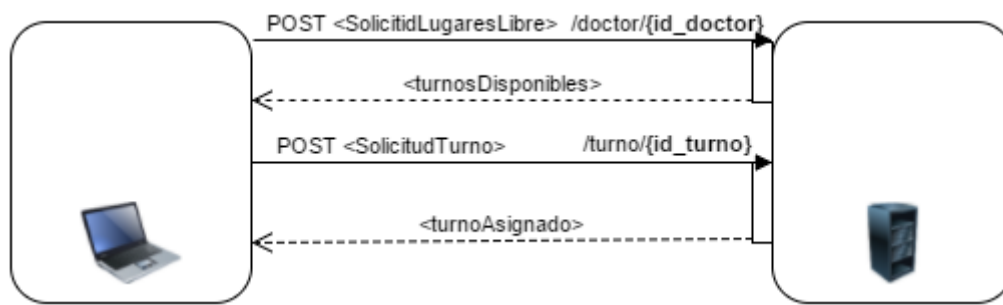 POST <SolicitidLugaresLibre> /doctor/{id_doctor}
<turnosDisponibles>
POST <SolicitudTurno> /turno/{id_turno}
<turnoAsignado>